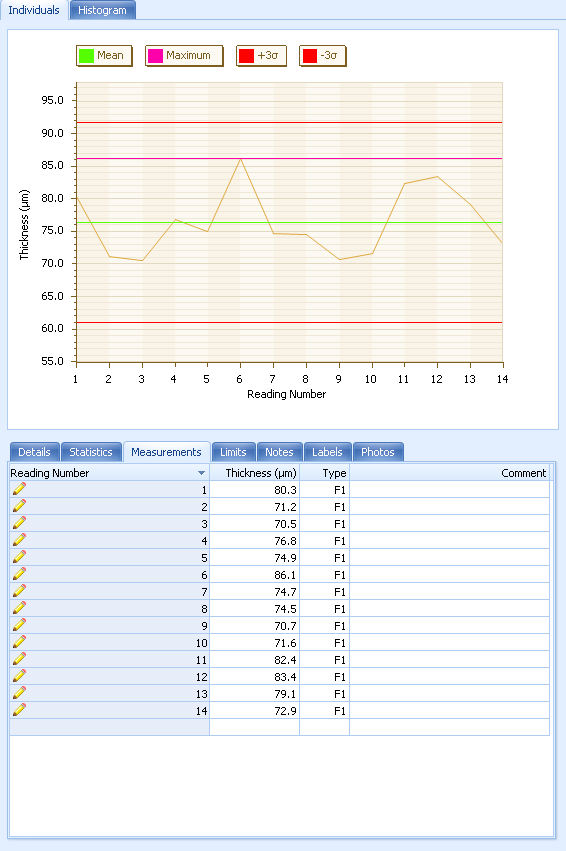 Individuals Histogram
Mean Maximum +3σ -3σ
95.0
90.0
85.0
80.0
75.0
70.0
65.0
60.0
55.0
Thickness (µm)
1 2 3 4 5 6 7 8 9 10 11 12 13 14
Reading Number
Details Statistics Measurements Limits Notes Labels Photos
Reading Number Thickness (µm) Type Comment
1 80.3 F1
2 71.2 F1
3 70.5 F1
4 76.8 F1
5 74.9 F1
6 86.1 F1
7 74.7 F1
8 74.5 F1
9 70.7 F1
10 71.6 F1
11 82.4 F1
12 83.4 F1
13 79.1 F1
14 72.9 F1